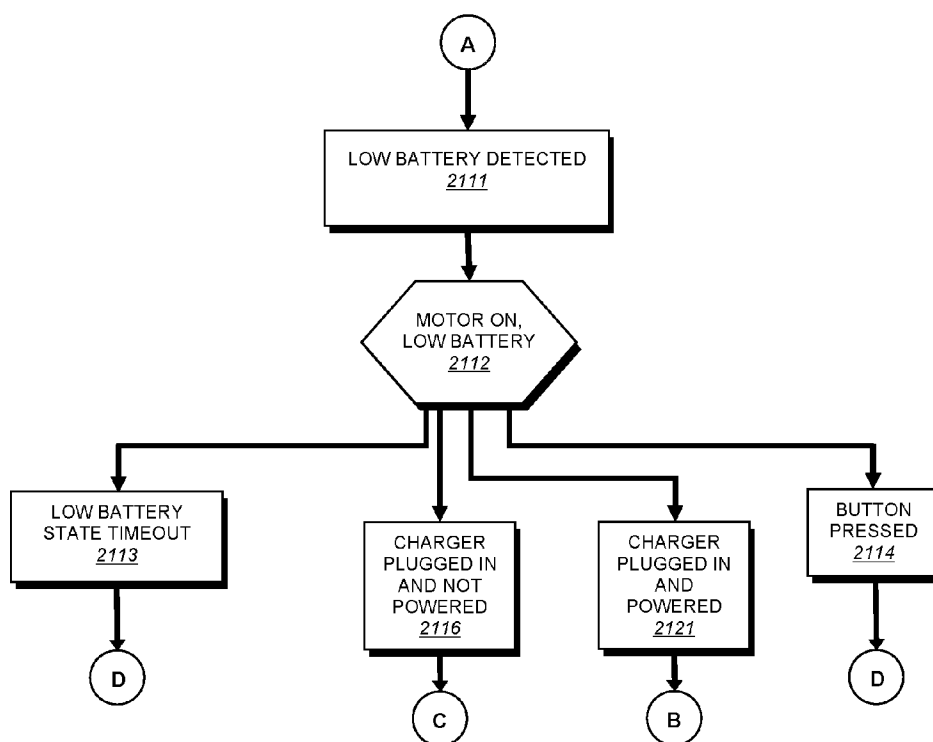 A
LOW BATTERY DETECTED
2111
MOTOR ON,
LOW BATTERY
2112
LOW BATTERY
STATE TIMEOUT
2113
CHARGER
PLUGGED IN
AND NOT
POWERED
2116
CHARGER
PLUGGED IN
AND
POWERED
2121
BUTTON
PRESSED
2114
D
C
B
D